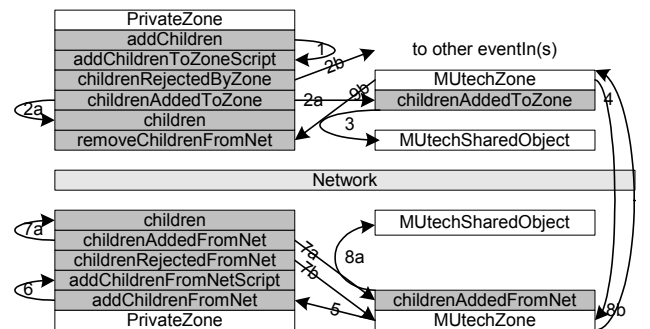 PrivateZone
addChildren
1
addChildrenToZoneScript
to other eventIn(s)
childrenRejectedByZone
2b
MUtechZone
9b
2a
childrenAddedToZone
2a
childrenAddedToZone
4
children
3
removeChildrenFromNet
MUtechSharedObject
Network
children
MUtechSharedObject
7a
childrenAddedFromNet
7a
childrenRejectedFromNet
7b
8a
addChildrenFromNetScript
6
addChildrenFromNet
5
childrenAddedFromNet
8b
PrivateZone
MUtechZone